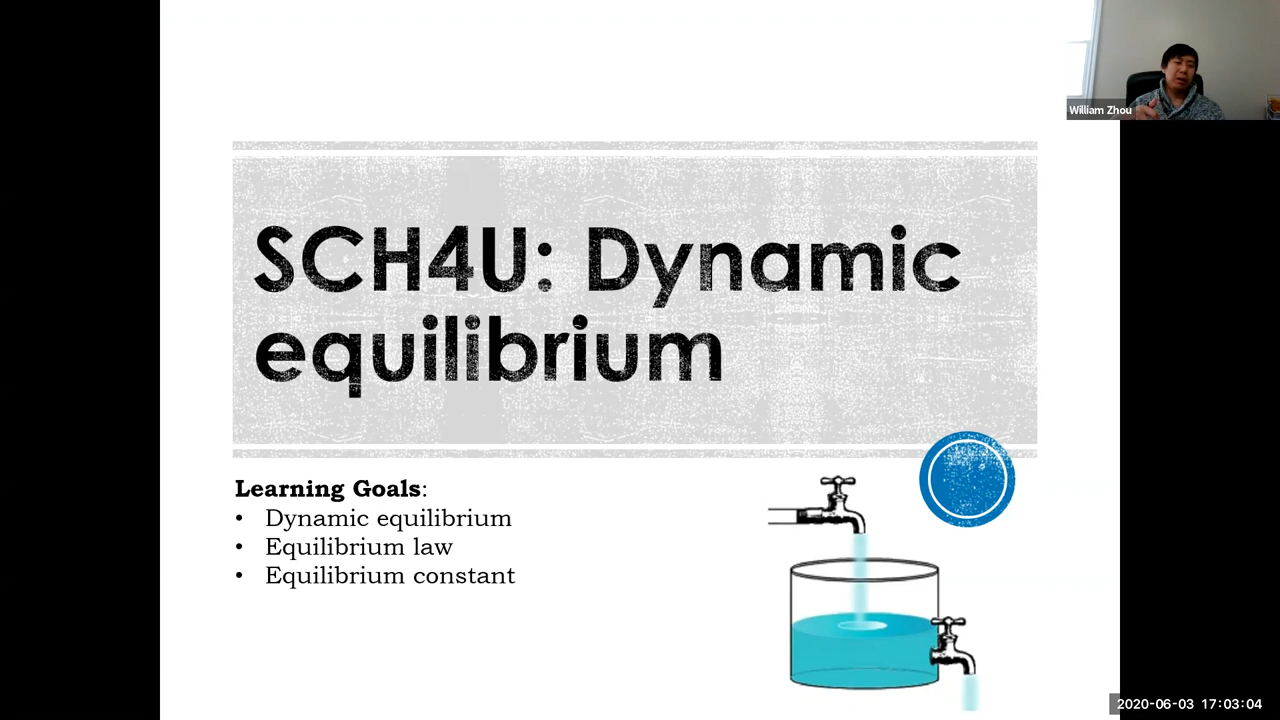 William Zhou
SCH4U: Dynamic
equilibrium
Learning Goals:
• Dynamic equilibrium
• Equilibrium law
• Equilibrium constant
2020-06-03 17:03:04